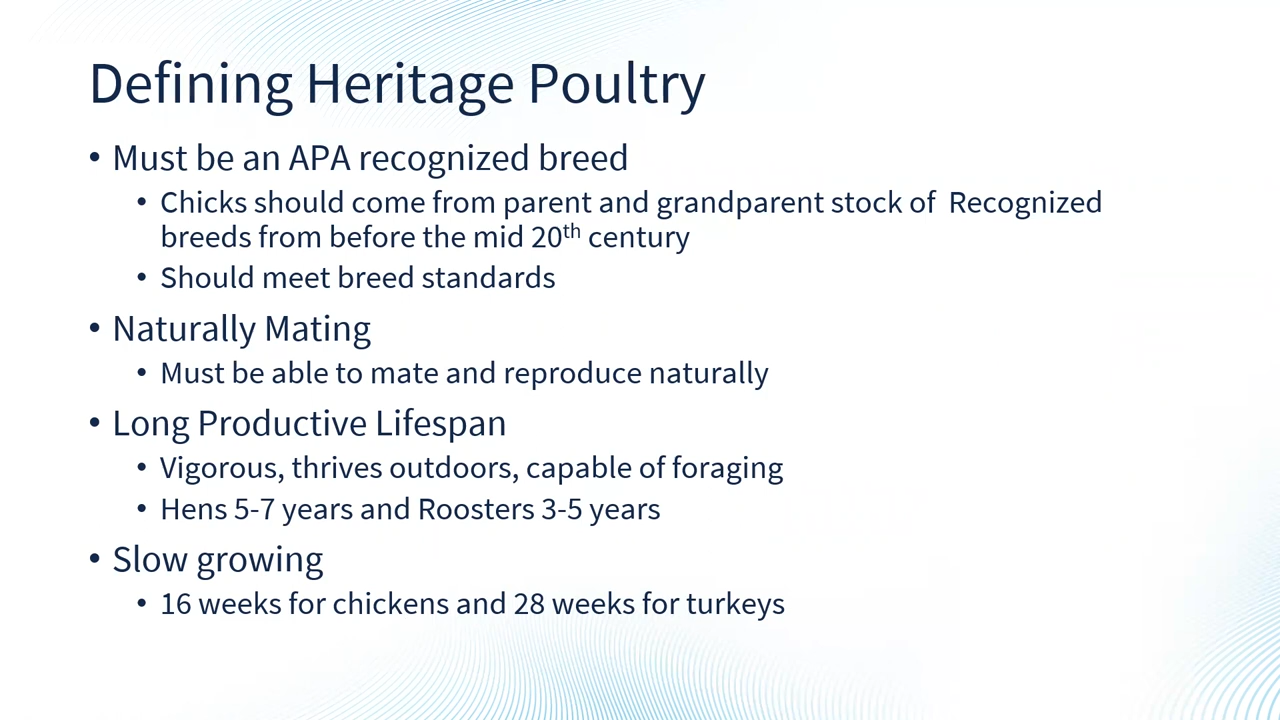 Defining Heritage Poultry
• Must be an APA recognized breed
• Chicks should come from parent and grandparent stock of  Recognized
breeds from before the mid 20th century
• Should meet breed standards
• Naturally Mating
• Must be able to mate and reproduce naturally
• Long Productive Lifespan
• Vigorous, thrives outdoors, capable of foraging
• Hens 5-7 years and Roosters 3-5 years
• Slow growing
• 16 weeks for chickens and 28 weeks for turkeys